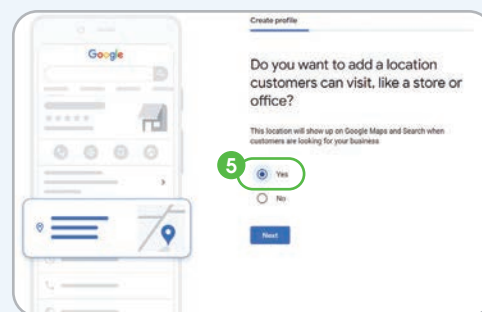 Google
Create profile
Do you want to add a location
customers can visit, like a store or
office?
This location will show up on Google Maps and Search when
customers are looking for your business
5
Yes
No
Next